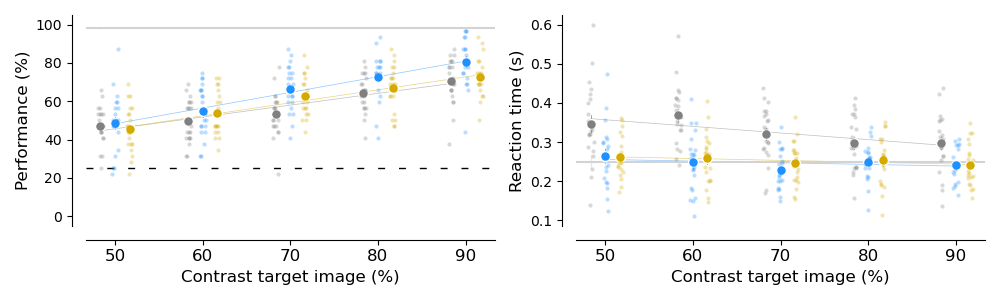 Performance (%)
100
80
60
40
20
0
50 60 70 80 90
Contrast target image (%)
Reaction time (s)
0.6
0.5
0.4
0.3
0.2
0.1
50 60 70 80 90
Contrast target image (%)